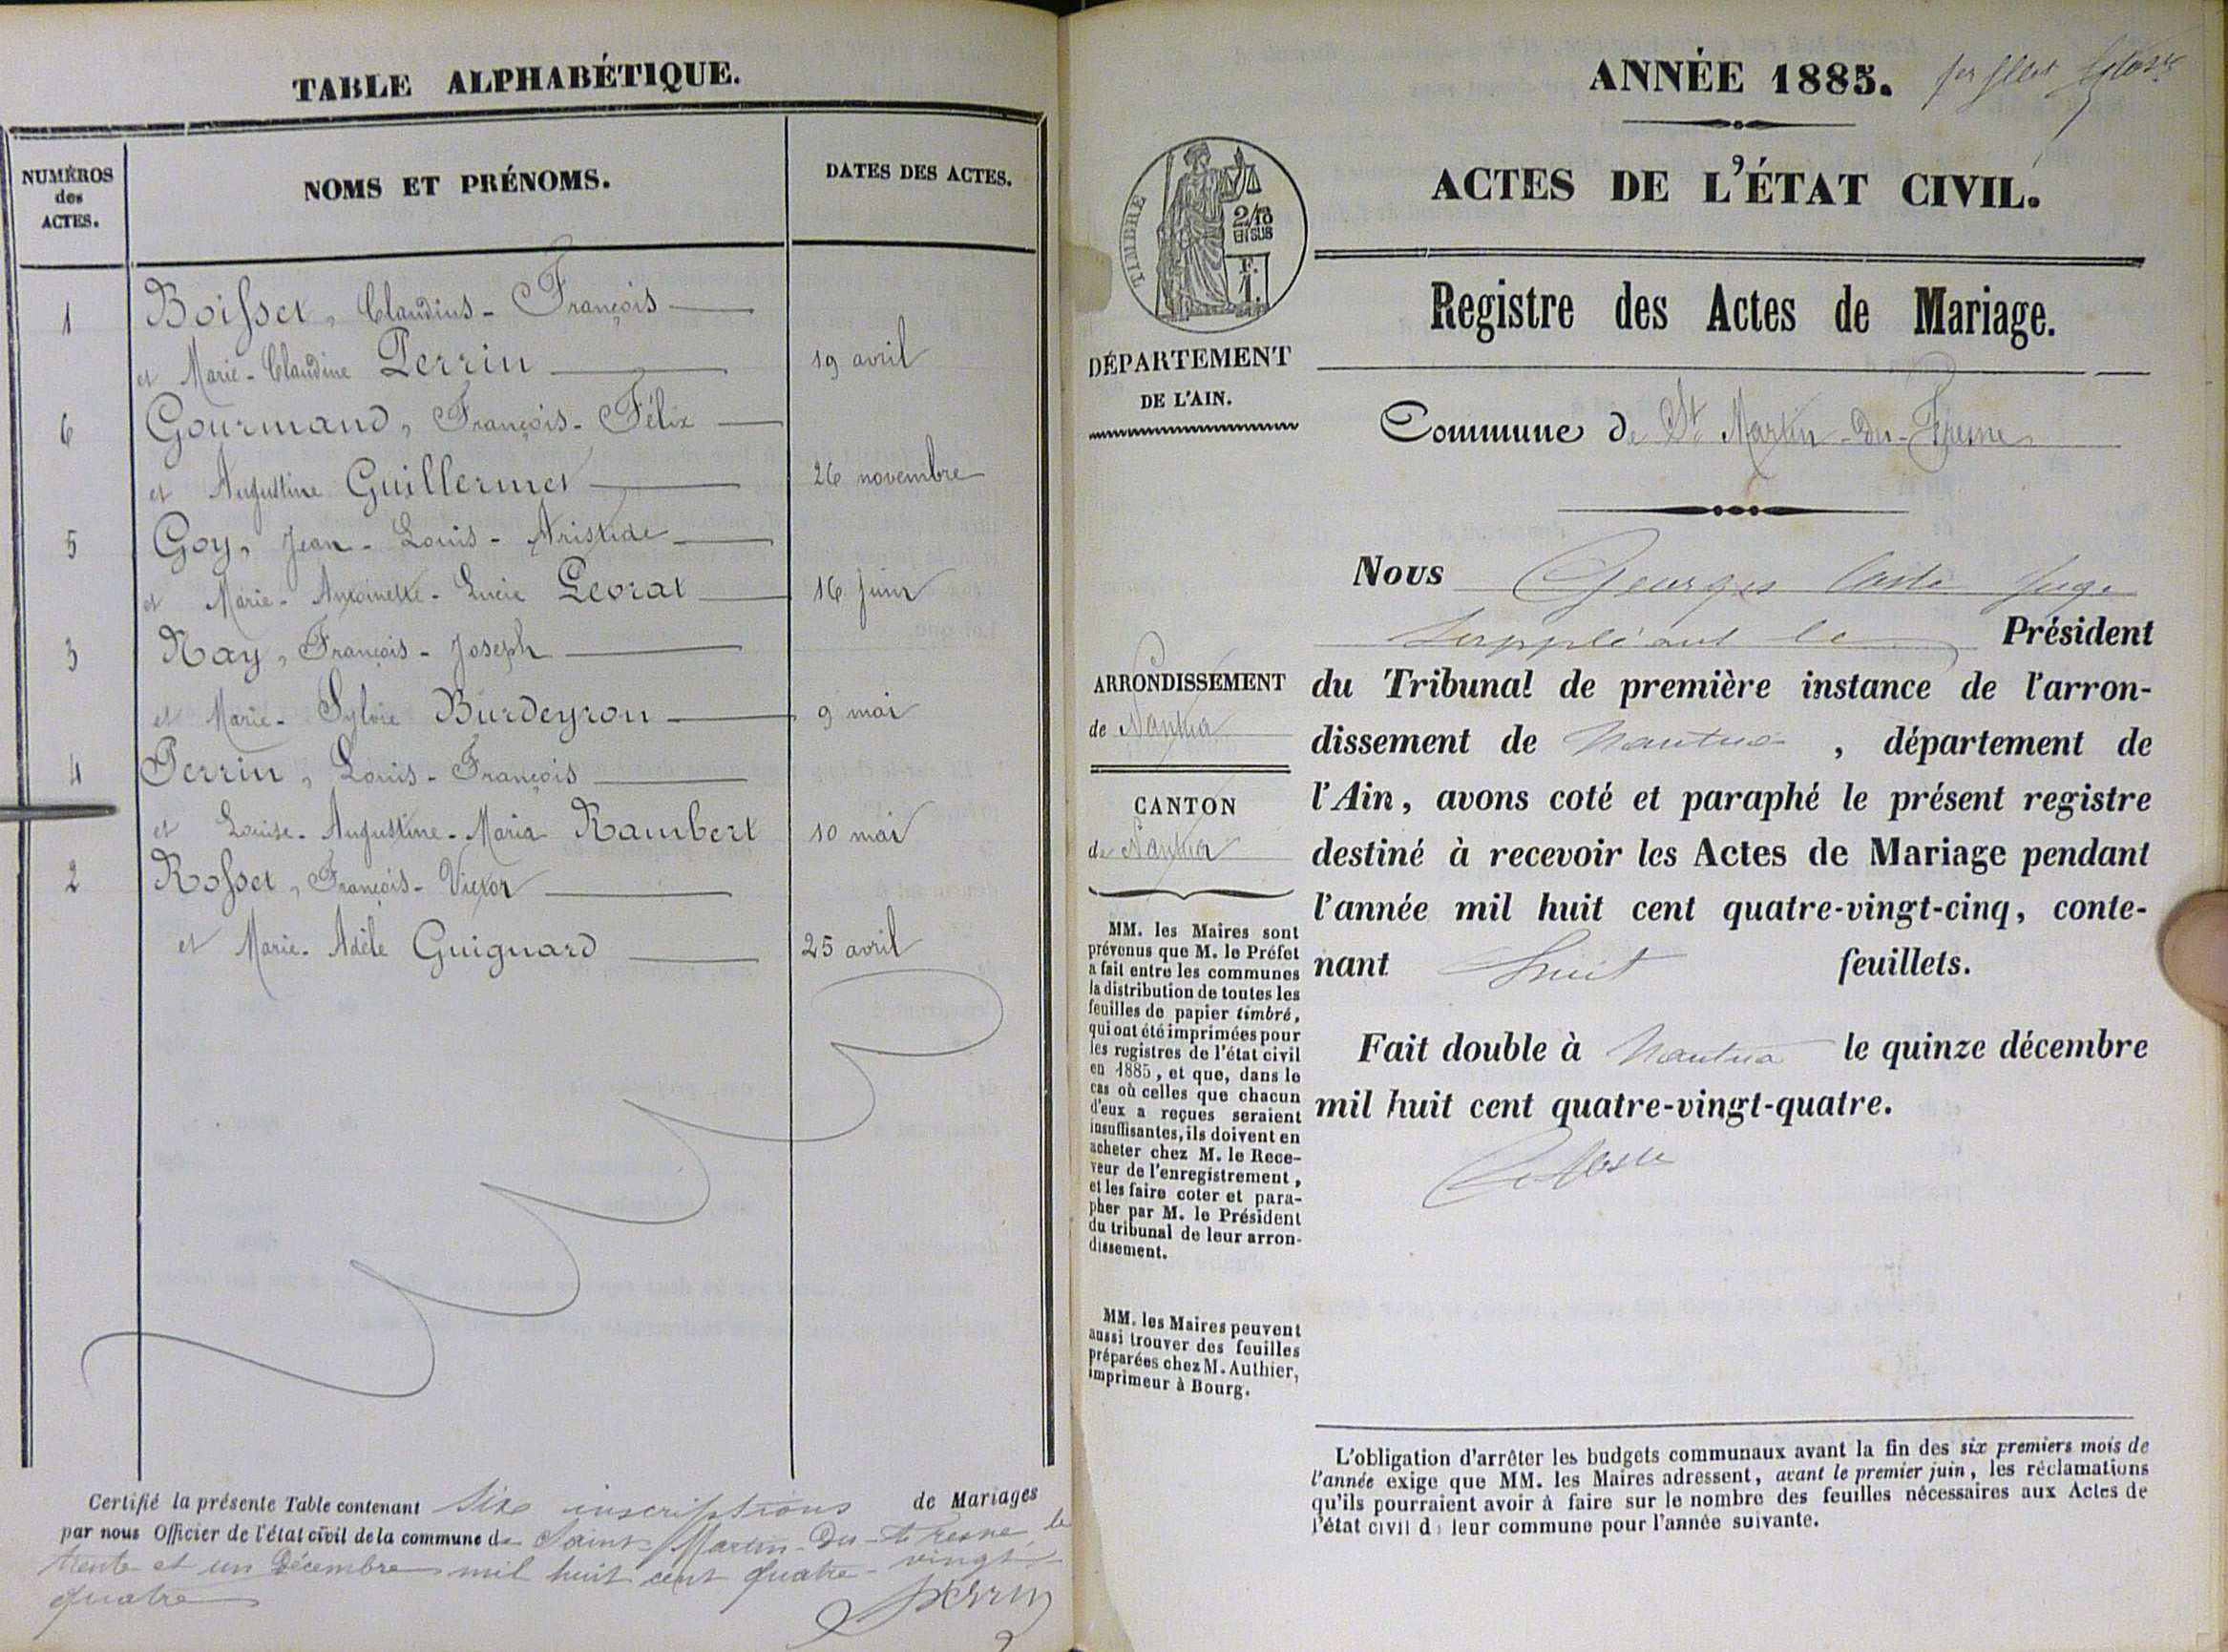 TABLE ALPHABÉTIQUE.
NUMÉROS
des
ACTES.
NOMS ET PRÉNOMS.
DATES DES ACTES.
1 Boisset, Claudius - François
et Marie - Claudine Perrin 19 avril
6 Gourmand, François - Félix
et Augustine Guillermet 26 novembre
5 Goy, Jean - Louis - Aristide
et Marie - Antoinette - Lucie Levrat 16 juin
3 Nay, François - Joseph
et Marie - Sylvie Burdeyron 9 mai
4 Perrin, Louis - François
et Louise - Augustine - Maria Rambert 10 mai
2 Rosset, François - Victor
et Marie - Adèle Guignard 25 avril
Certifié la présente Table contenant six inscriptions de Mariages
par nous Officier de l'état civil de la commune de Saint-Martin-Du-Fresne le
trente et un Décembre mil huit cent quatre-vingt-
quatre
Perrin
ANNÉE 1885.
ACTES DE L'ÉTAT CIVIL.
TIMBRE
2/10
EN SUS
F.
1.
Registre des Actes de Mariage.
DÉPARTEMENT
DE L'AIN.
Commune de St Martin-du-Fresne
Nous Georges Juge
Suppléant le Président
du Tribunal de première instance de l'arron-
dissement de Nantua, département de
l'Ain, avons coté et paraphé le présent registre
destiné à recevoir les Actes de Mariage pendant
l'année mil huit cent quatre-vingt-cinq, conte-
nant huit feuillets.
Fait double à Nantua le quinze décembre
mil huit cent quatre-vingt-quatre.
ARRONDISSEMENT
de Nantua
CANTON
de Nantua
MM. les Maires sont
prévenus que M. le Préfet
a fait entre les communes
la distribution de toutes les
feuilles de papier timbré,
qui ont été imprimées pour
les registres de l'état civil
en 1885, et que, dans le
cas où celles que chacun
d'eux a reçues seraient
insuffisantes, ils doivent en
acheter chez M. le Rece-
veur de l'enregistrement,
et les faire coter et para-
pher par M. le Président
du tribunal de leur arron-
dissement.
MM. les Maires peuvent
aussi trouver des feuilles
préparées chez M. Authier,
imprimeur à Bourg.
L'obligation d'arrêter les budgets communaux avant la fin des six premiers mois de
l'année exige que MM. les Maires adressent, avant le premier juin, les réclamations
qu'ils pourraient avoir à faire sur le nombre des feuilles nécessaires aux Actes de
l'état civil de leur commune pour l'année suivante.